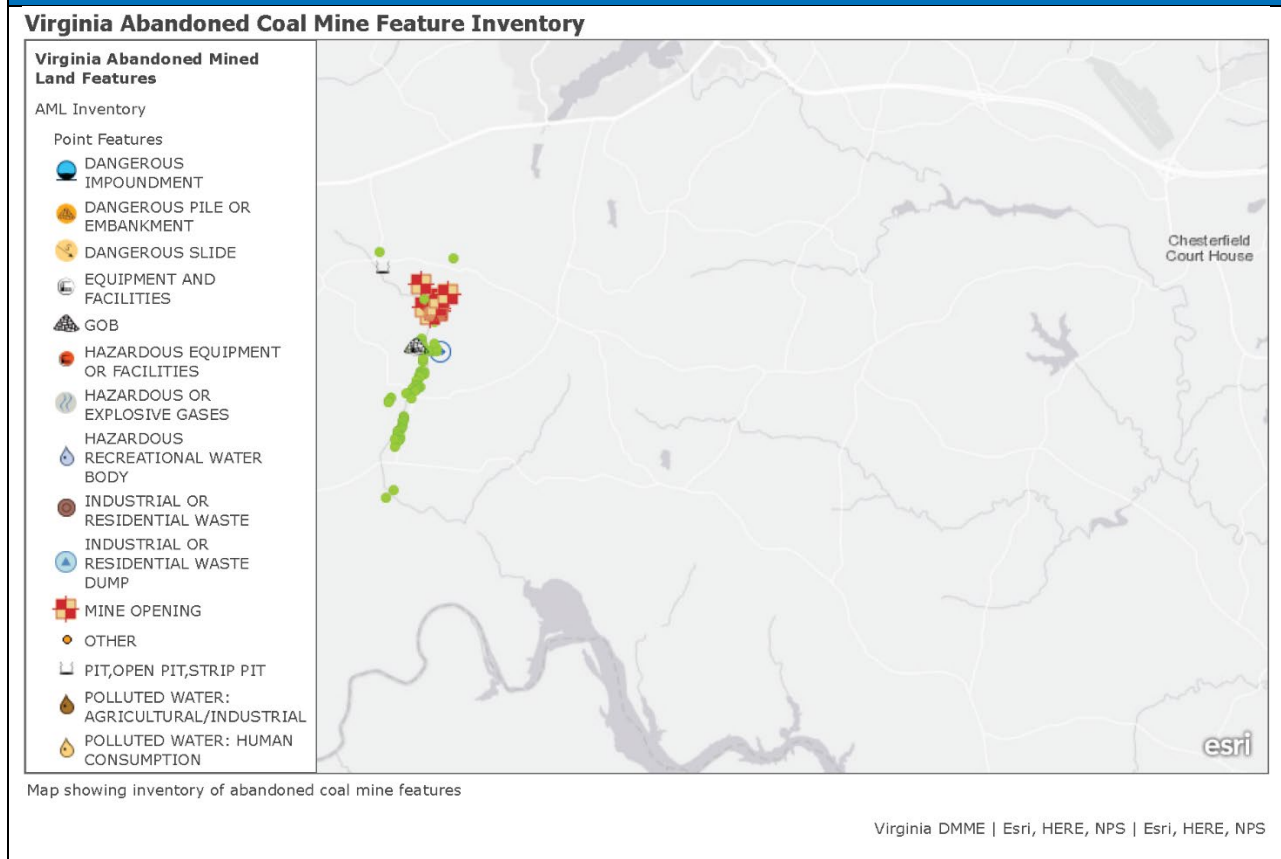 Virginia Abandoned Coal Mine Feature Inventory
Virginia Abandoned Mined
Land Features
AML Inventory
Point Features
DANGEROUS
IMPOUNDMENT
DANGEROUS PILE OR
EMBANKMENT
DANGEROUS SLIDE
EQUIPMENT AND
FACILITIES
GOB
HAZARDOUS EQUIPMENT
OR FACILITIES
HAZARDOUS OR
EXPLOSIVE GASES
HAZARDOUS
RECREATIONAL WATER
BODY
INDUSTRIAL OR
RESIDENTIAL WASTE
INDUSTRIAL OR
RESIDENTIAL WASTE
DUMP
MINE OPENING
OTHER
PIT,OPEN PIT,STRIP PIT
POLLUTED WATER:
AGRICULTURAL/INDUSTRIAL
POLLUTED WATER: HUMAN
CONSUMPTION
Chesterfield
Court House
esri
Map showing inventory of abandoned coal mine features
Virginia DMME | Esri, HERE, NPS | Esri, HERE, NPS